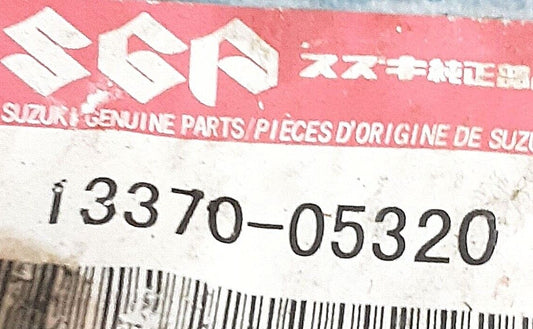 SGP スズキ純正部
SUZUKI GENUINE PARTS/PIÈCES D'ORIGINE DE SUZU
13370-05320